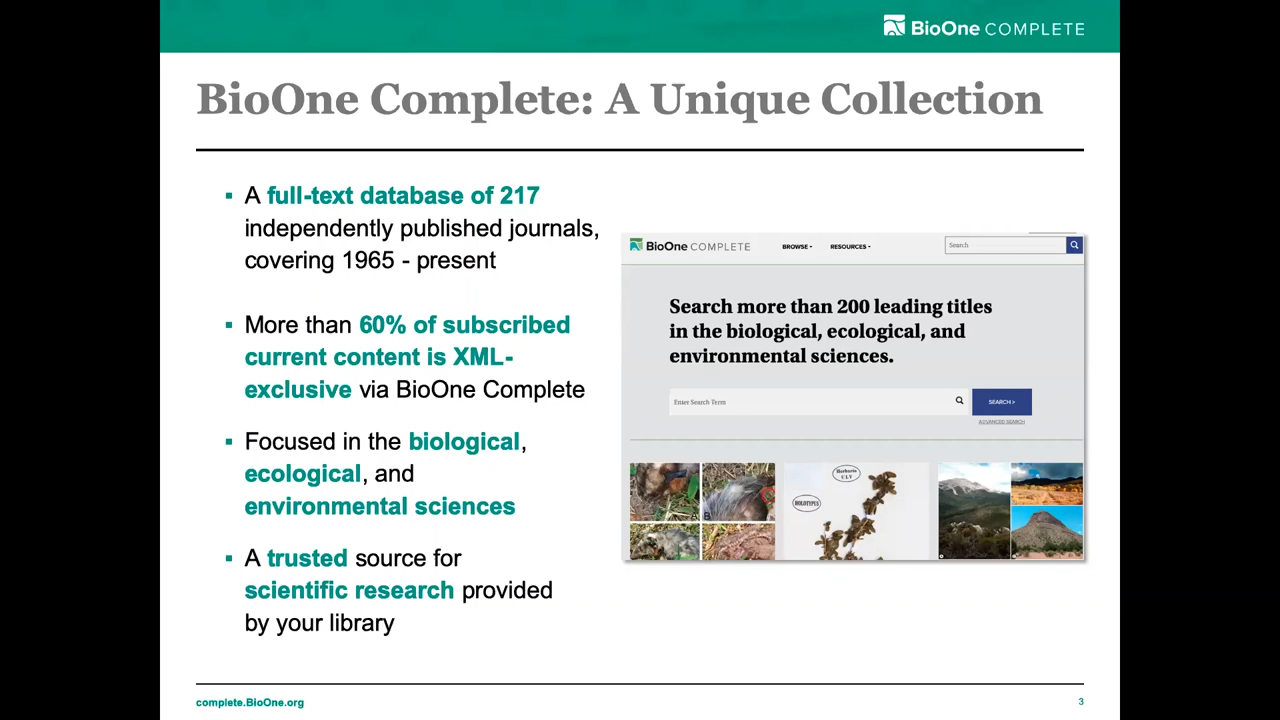 BioOne COMPLETE
BioOne Complete: A Unique Collection
▪ A full-text database of 217
independently published journals,
covering 1965 - present
▪ More than 60% of subscribed
current content is XML-
exclusive via BioOne Complete
▪ Focused in the biological,
ecological, and
environmental sciences
▪ A trusted source for
scientific research provided
by your library
BioOne COMPLETE BROWSE RESOURCES Search
Search more than 200 leading titles
in the biological, ecological, and
environmental sciences.
Enter Search Term SEARCH >
ADVANCED SEARCH
Herbario
ULV
HOLOTYPUS
B
complete.BioOne.org 3